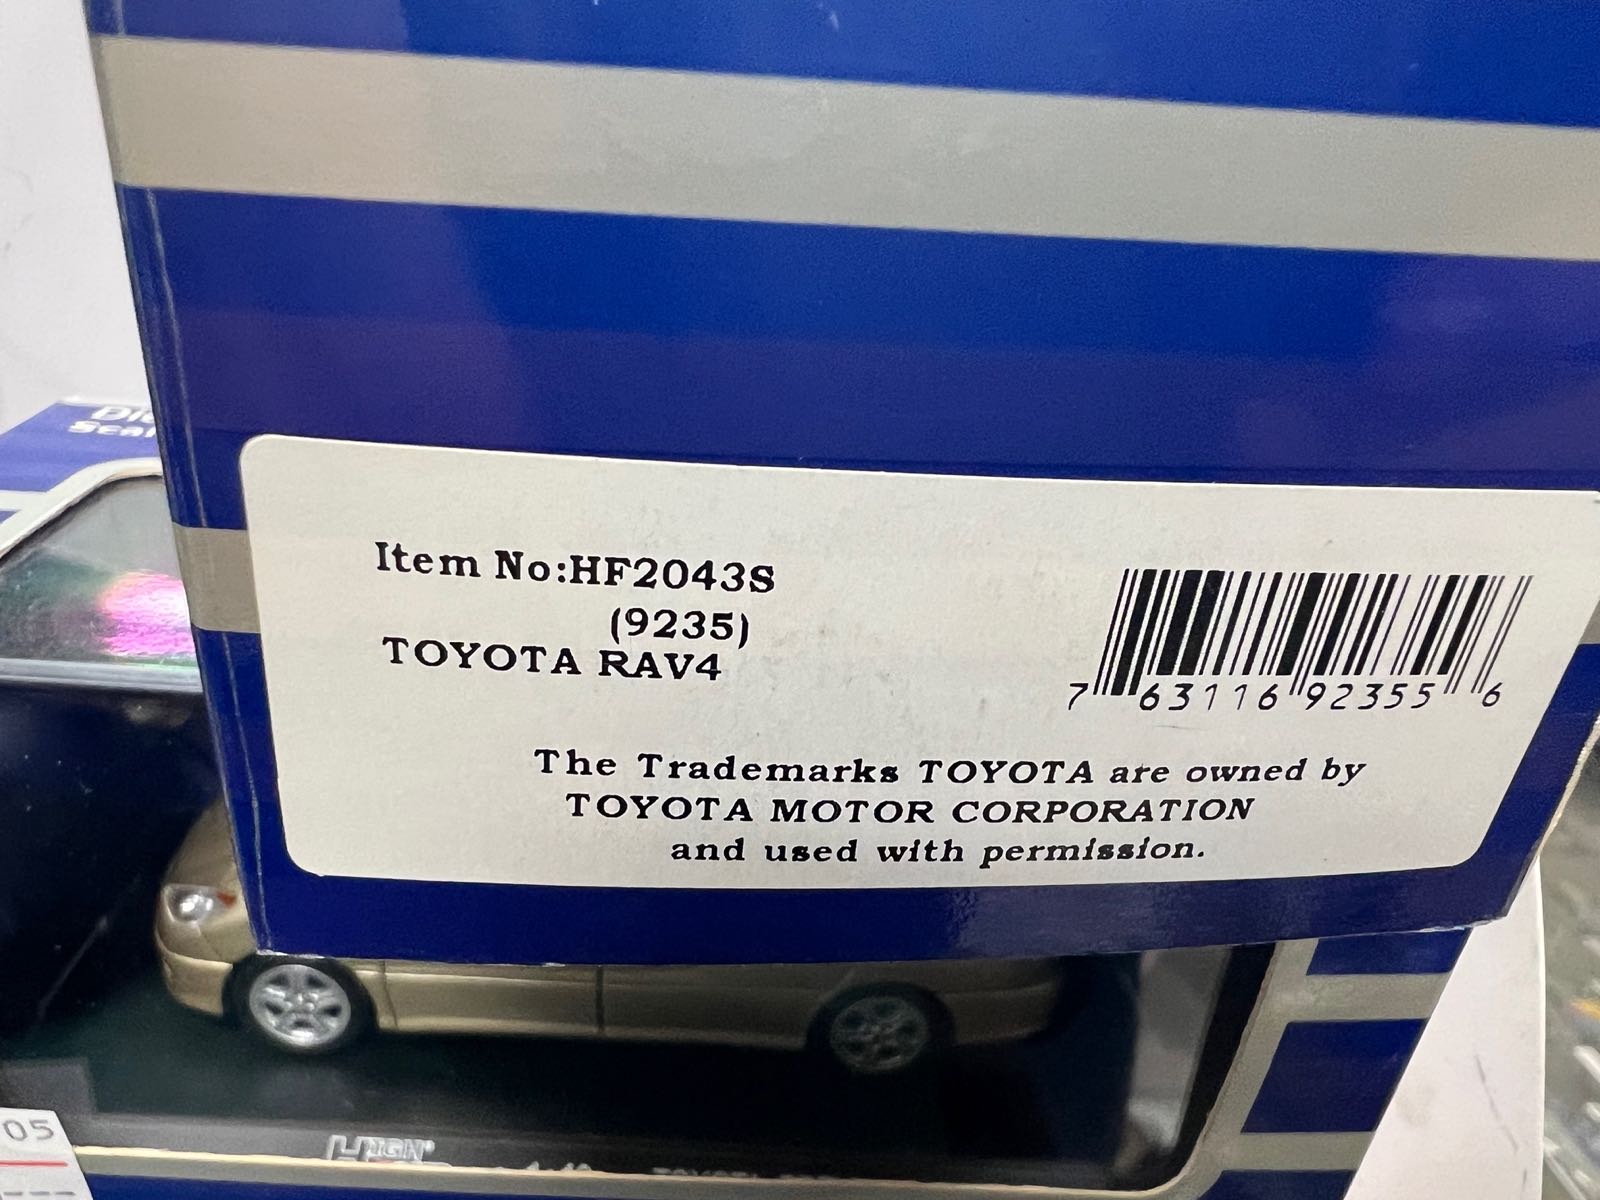 Item No:HF2043S
(9235)
TOYOTA RAV4
7 63116 92355 6
The Trademarks TOYOTA are owned by
TOYOTA MOTOR CORPORATION
and used with permission.
05